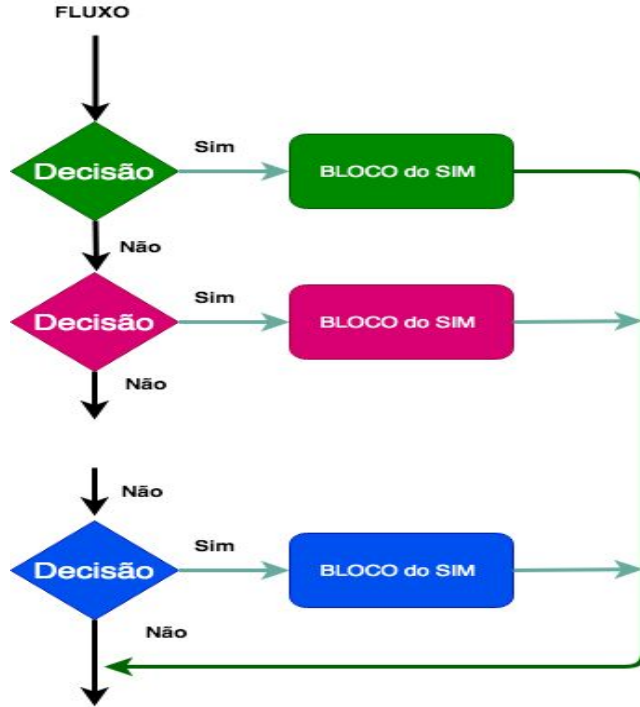 FLUXO
Decisão
Sim
BLOCO do SIM
Não
Decisão
Sim
BLOCO do SIM
Não
Não
Decisão
Sim
BLOCO do SIM
Não